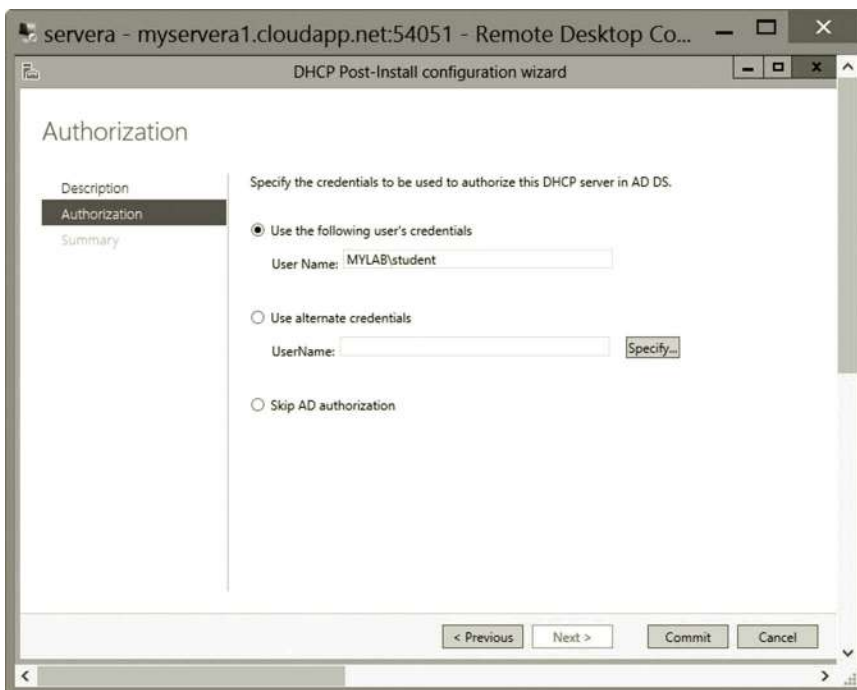 servera - myservera1.cloudapp.net:54051 - Remote Desktop Co...
DHCP Post-Install configuration wizard
Authorization
Description
Authorization
Summary
Specify the credentials to be used to authorize this DHCP server in AD DS.
Use the following user's credentials
User Name: MYLAB\student
Use alternate credentials
UserName:
Specify...
Skip AD authorization
< Previous
Next >
Commit
Cancel